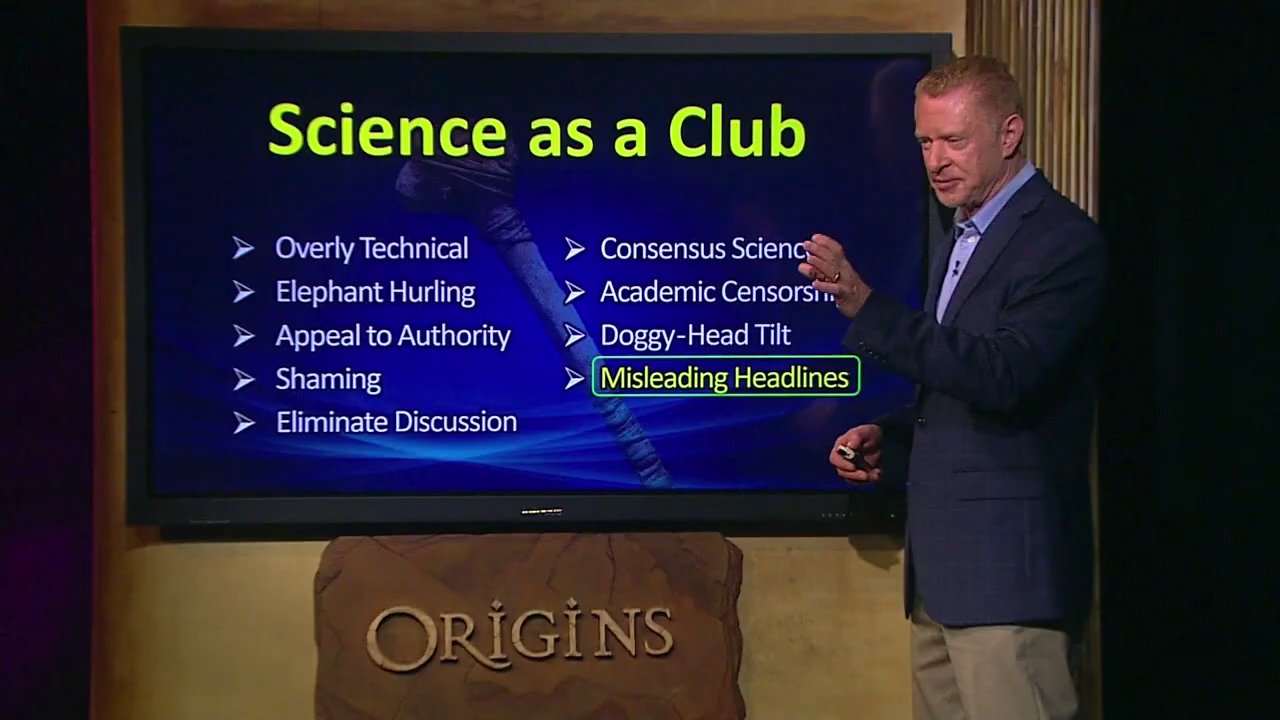 Science as a Club
Overly Technical
Elephant Hurling
Appeal to Authority
Shaming
Eliminate Discussion
Consensus
Academic
Doggy-Head Tilt
Misleading Headlines
ORIGINS